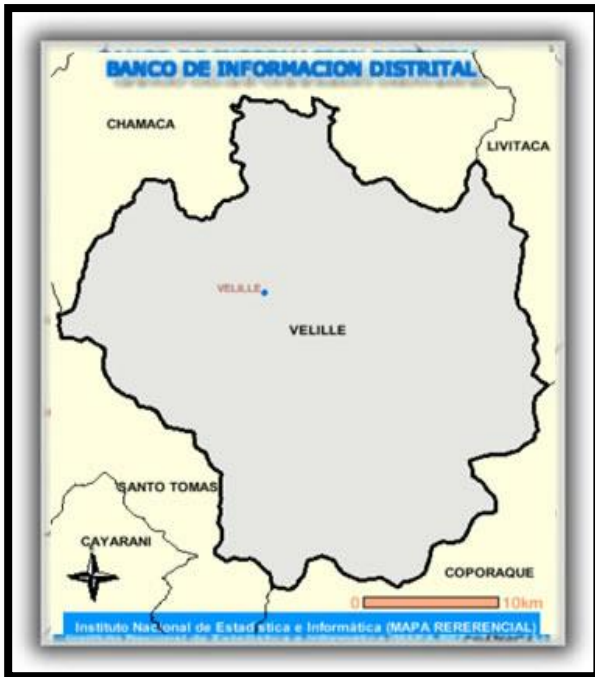 BANCO DE INFORMACION DISTRITAL
CHAMACA
LIVITACA
VELILLE
VELILLE
SANTO TOMAS
CAYARANI
COPORAQUE
0 10km
Instituto Nacional de Estadística e Informática (MAPA RERERENCIAL)